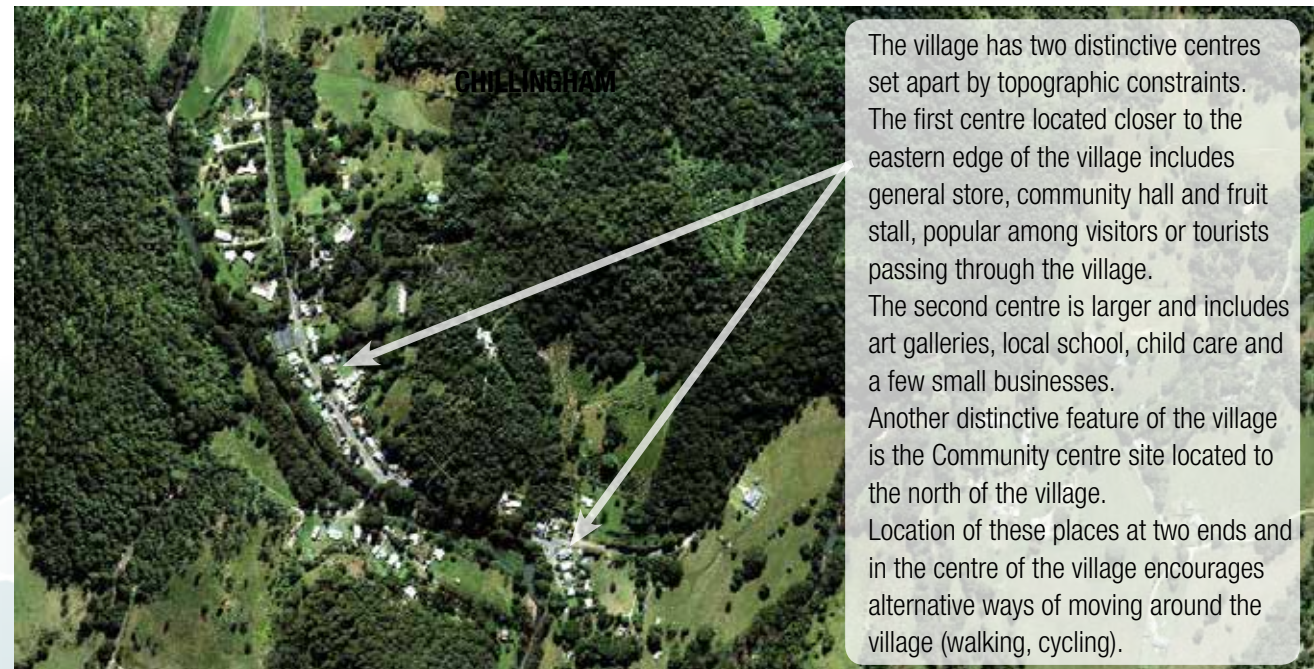 CHILLINGHAM
The village has two distinctive centres
set apart by topographic constraints.
The first centre located closer to the
eastern edge of the village includes
general store, community hall and fruit
stall, popular among visitors or tourists
passing through the village.
The second centre is larger and includes
art galleries, local school, child care and
a few small businesses.
Another distinctive feature of the village
is the Community centre site located to
the north of the village.
Location of these places at two ends and
in the centre of the village encourages
alternative ways of moving around the
village (walking, cycling).